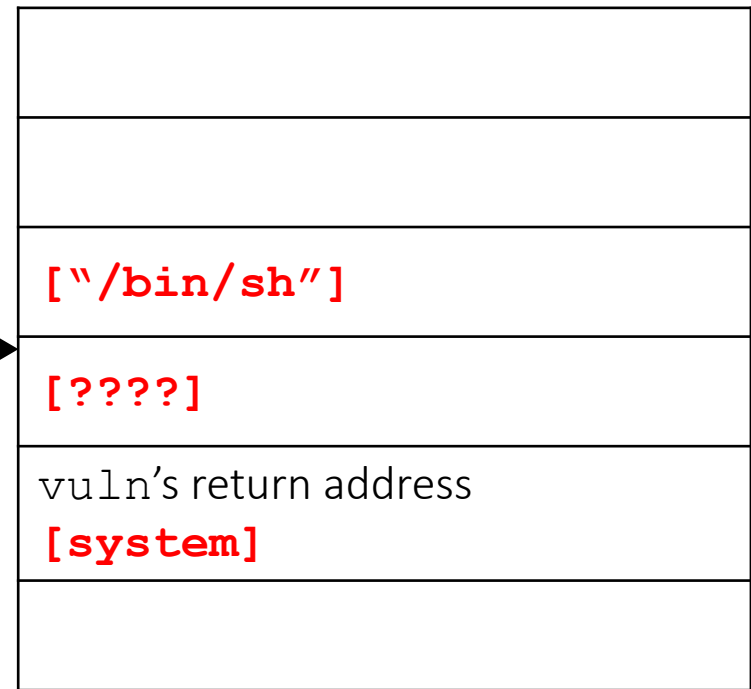 [“/bin/sh”]
[????]
vuln’s return address
[system]